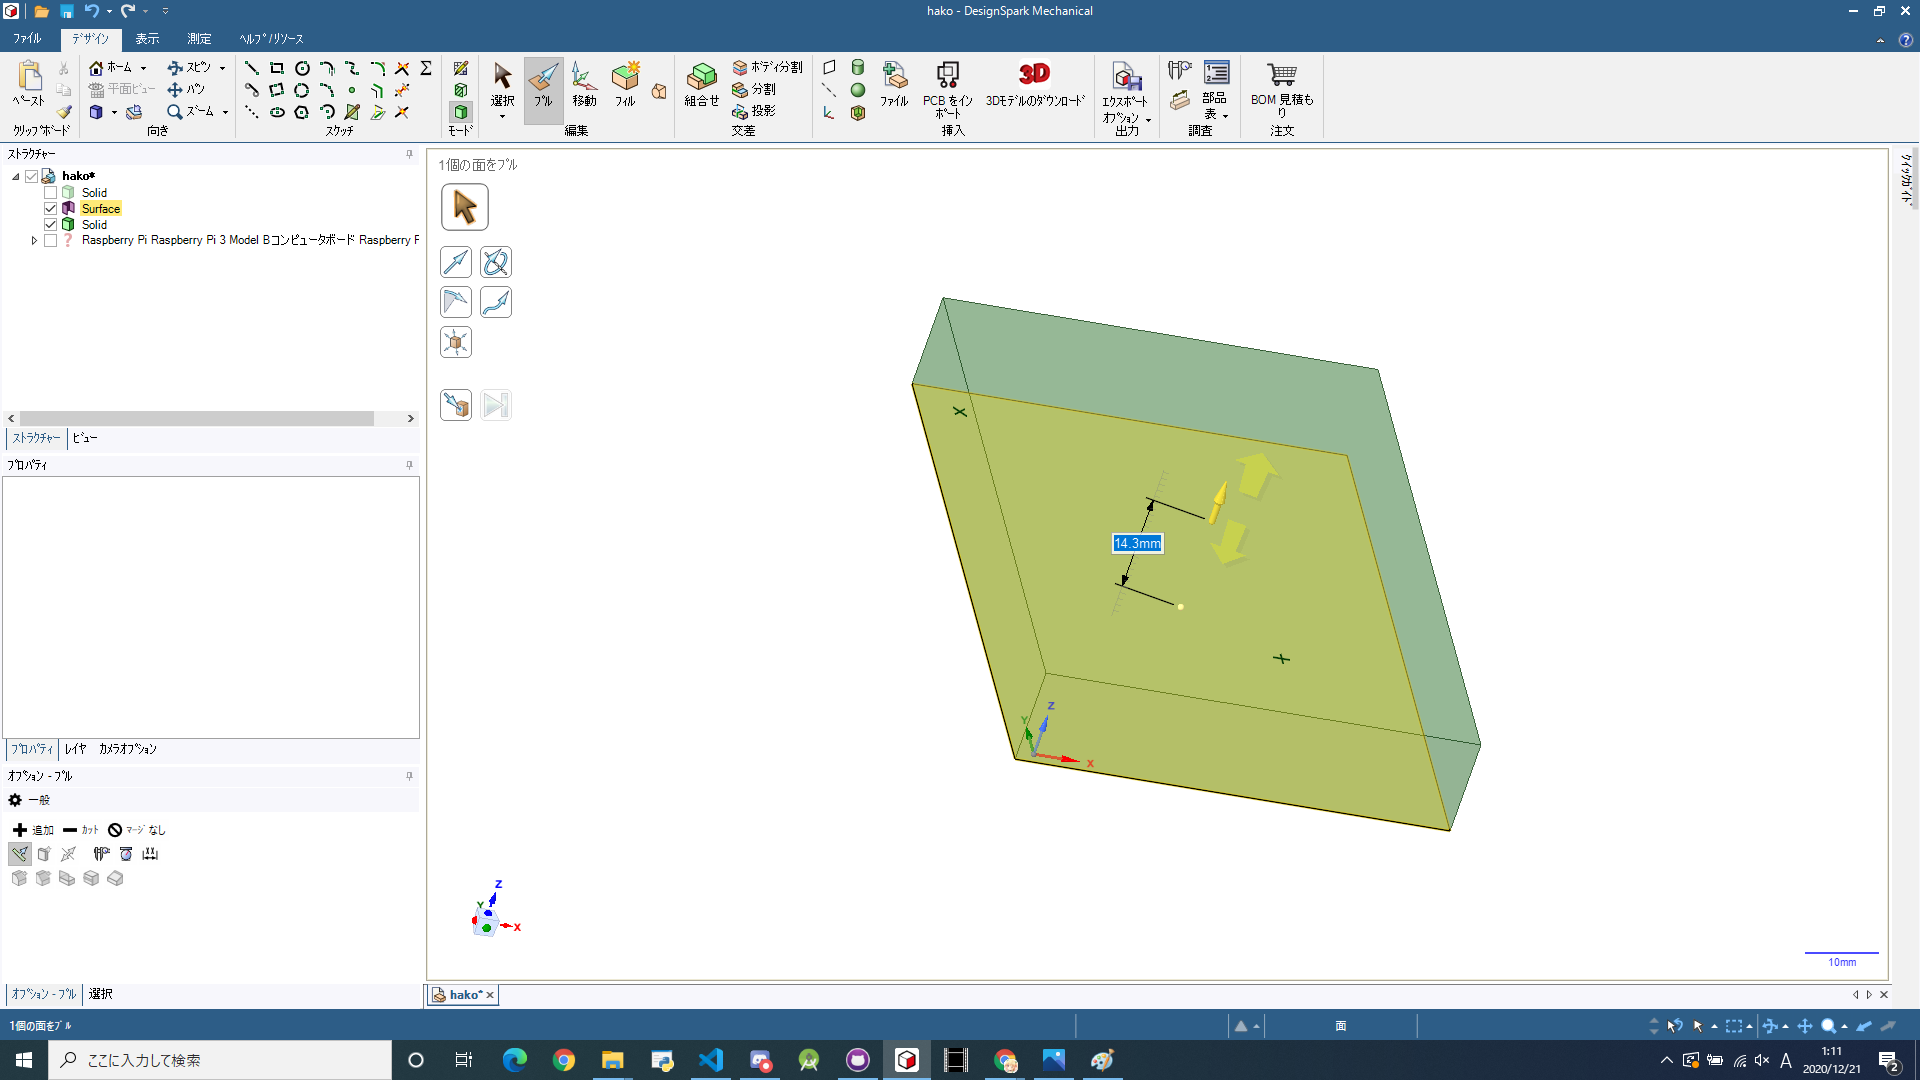 hako - DesignSpark Mechanical
ファイル デザイン 表示 測定 ヘルプ/リソース
ペースト
クリップボード
ホーム
平面ビュー
スピン
パン
ズーム
向き
スケッチ
モード
選択
プル
移動
フィル
編集
組合せ
ボディ分割
分割
投影
交差
ファイル
PCB をインポート
3D
3Dモデルのダウンロード
挿入
エクスポート
オプション
出力
部品表
調査
BOM 見積もり
注文
ストラクチャー
hako*
Solid
Surface
Solid
Raspberry Pi Raspberry Pi 3 Model Bコンピュータボード Raspberry P
ストラクチャー ビュー
プロパティ
プロパティ レイヤ カメラオプション
オプション - プル
一般
追加 カット マージなし
オプション - プル 選択
1個の面をプル
14.3mm
Z
Y
X
Z
Y
X
10mm
クイックガイド
hako*
1個の面をプル
面
ここに入力して検索
A
1:11
2020/12/21
2